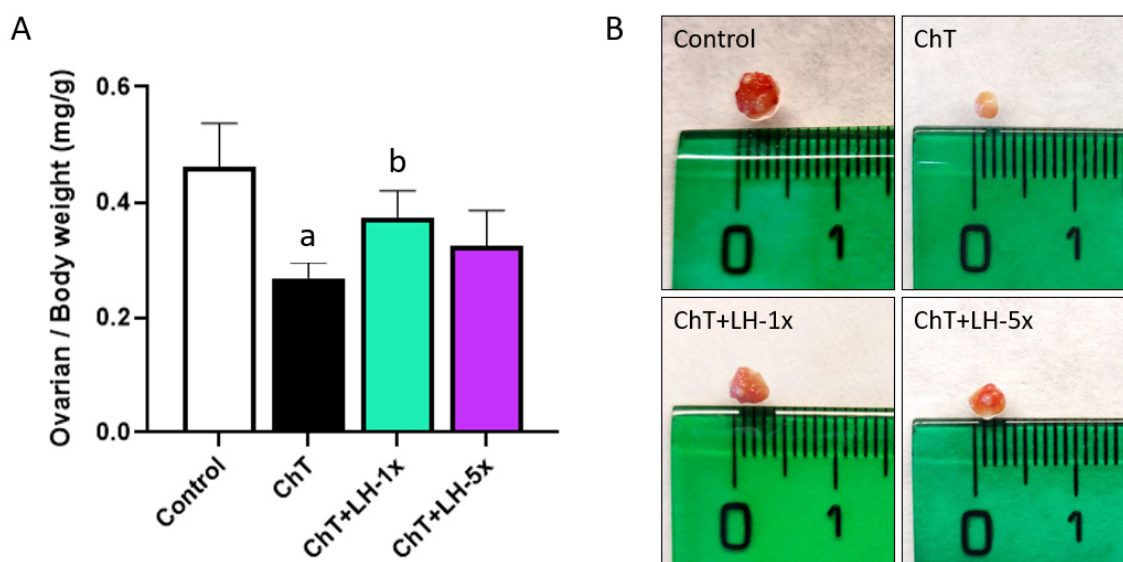 A
Ovarian / Body weight (mg/g)
0.6
0.4
0.2
0.0
a
b
Control
ChT
ChT+LH-1x
ChT+LH-5x
B
Control
0 1
ChT
0 1
ChT+LH-1x
0 1
ChT+LH-5x
0 1